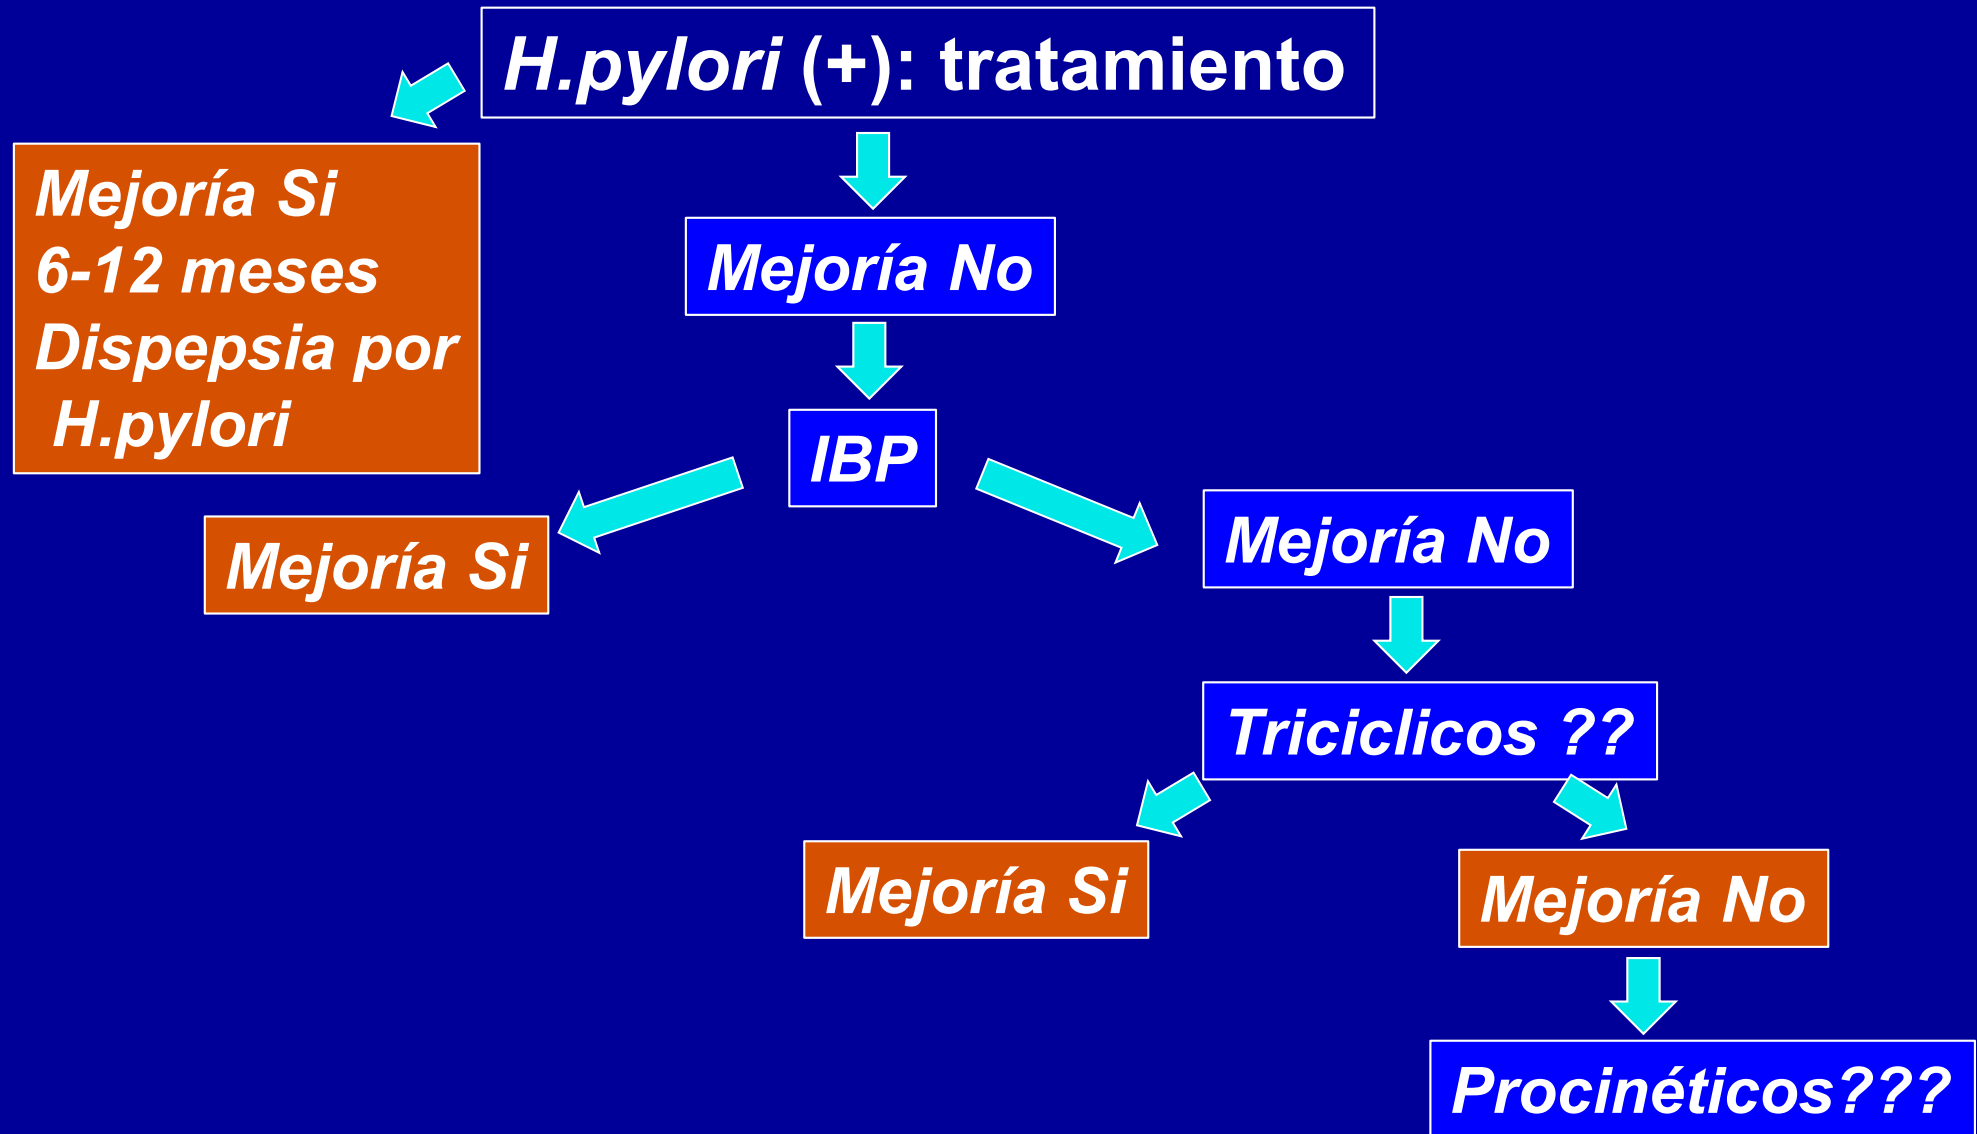 H.pylori (+): tratamiento
Mejoría Si
6-12 meses
Dispepsia por
H.pylori
Mejoría No
IBP
Mejoría Si
Mejoría No
Triciclicos ??
Mejoría Si
Mejoría No
Procinéticos???